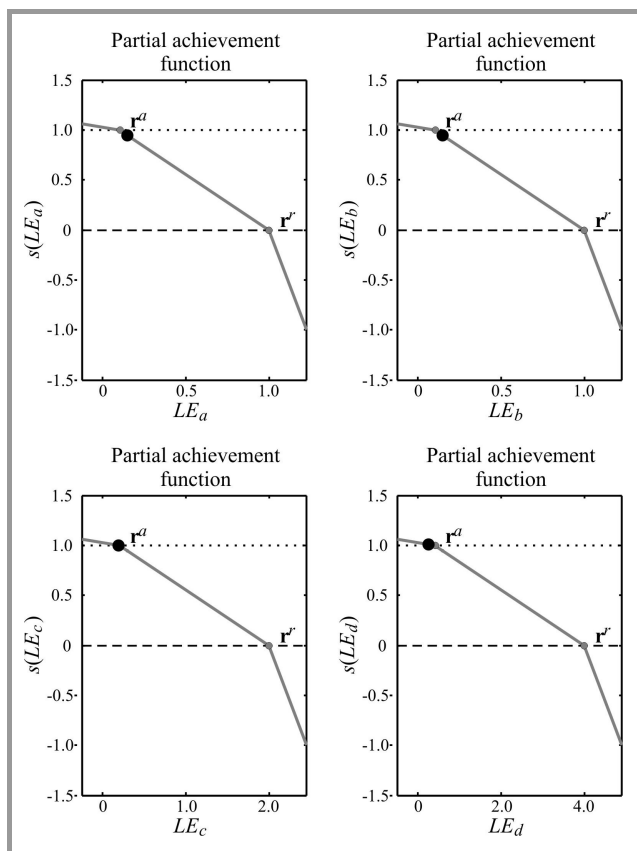 Partial achievement
function
1.5
1.0
0.5
0
-0.5
-1.0
-1.5
s(LEa)
r^a
r^r
0
0.5
1.0
LEa
Partial achievement
function
1.5
1.0
0.5
0
-0.5
-1.0
-1.5
s(LEb)
r^a
r^r
0
0.5
1.0
LEb
Partial achievement
function
1.5
1.0
0.5
0
-0.5
-1.0
-1.5
s(LEc)
r^a
r^r
0
1.0
2.0
LEc
Partial achievement
function
1.5
1.0
0.5
0
-0.5
-1.0
-1.5
s(LEd)
r^a
r^r
0
2.0
4.0
LEd